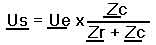 Us = Ue x Zc / (Zr + Zc)